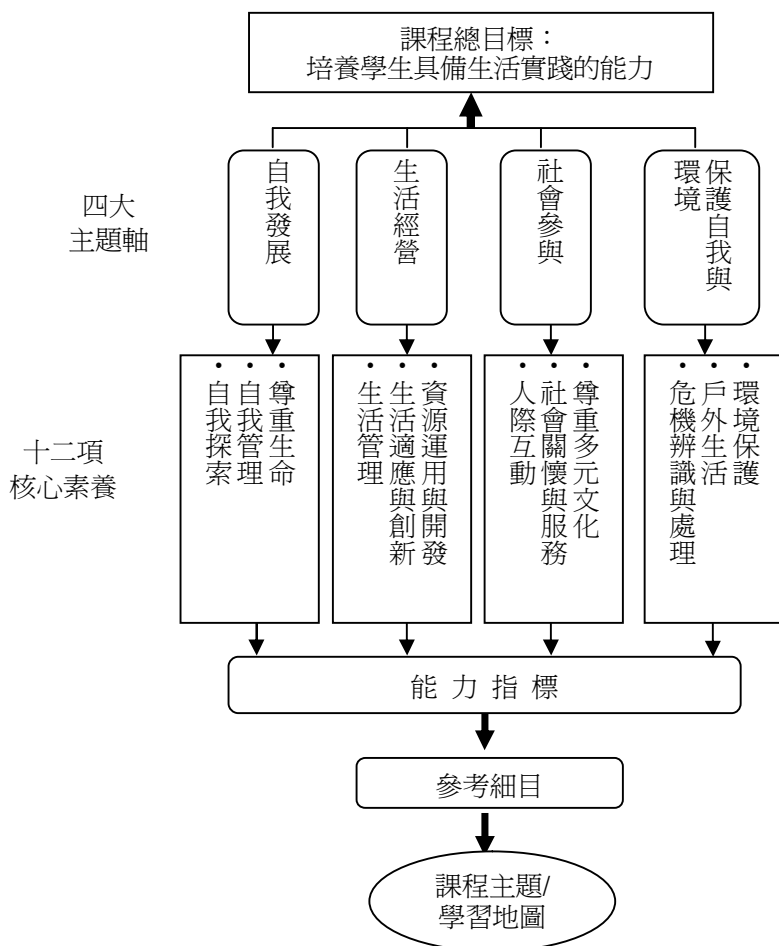 課程總目標：
培養學生具備生活實踐的能力
四大
主題軸
自我發展
生活經營
社會參與
保護自我與
環境
十二項
核心素養
• 尊重生命
• 自我管理
• 自我探索
• 資源運用與開發
• 生活適應與創新
• 生活管理
• 尊重多元文化
• 社會關懷與服務
• 人際互動
• 環境保護
• 戶外生活
• 危機辨識與處理
能 力 指 標
參考細目
課程主題/
學習地圖